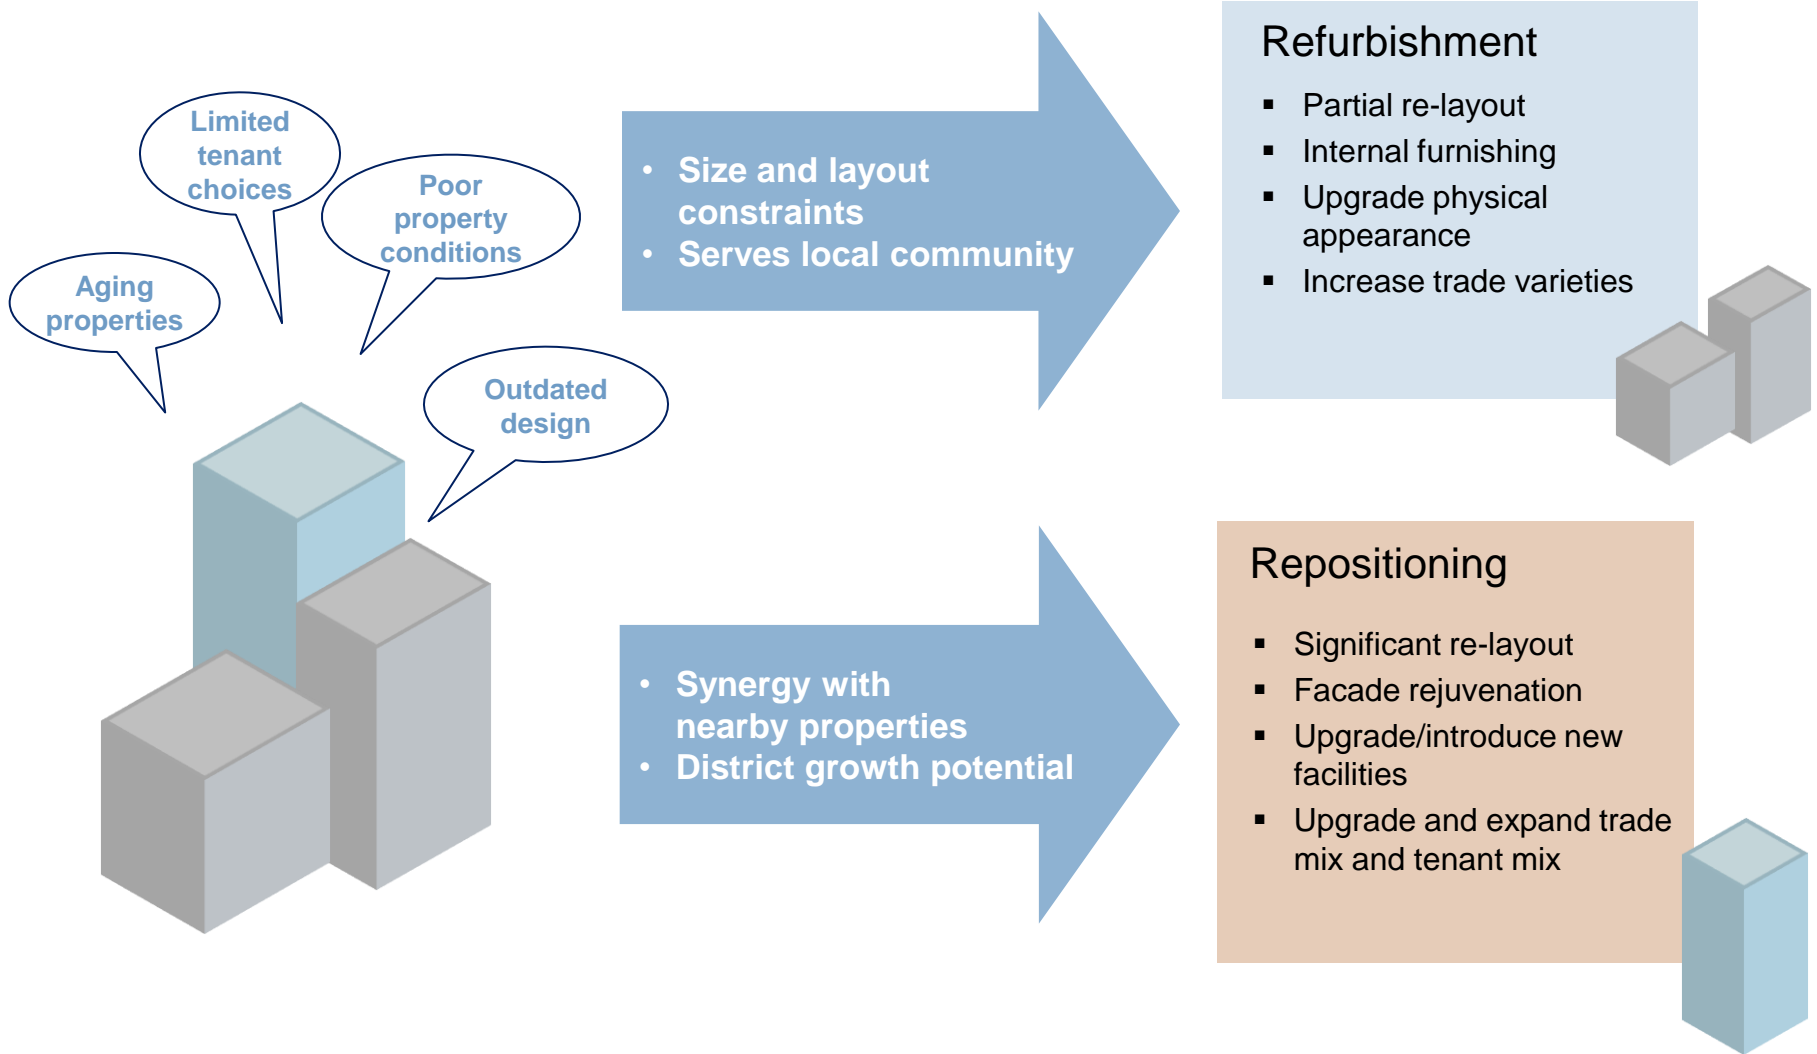 Limited
tenant
choices
Poor
property
conditions
Aging
properties
Outdated
design
• Size and layout
constraints
• Serves local community
Refurbishment
▪ Partial re-layout
▪ Internal furnishing
▪ Upgrade physical
appearance
▪ Increase trade varieties
• Synergy with
nearby properties
• District growth potential
Repositioning
▪ Significant re-layout
▪ Facade rejuvenation
▪ Upgrade/introduce new
facilities
▪ Upgrade and expand trade
mix and tenant mix